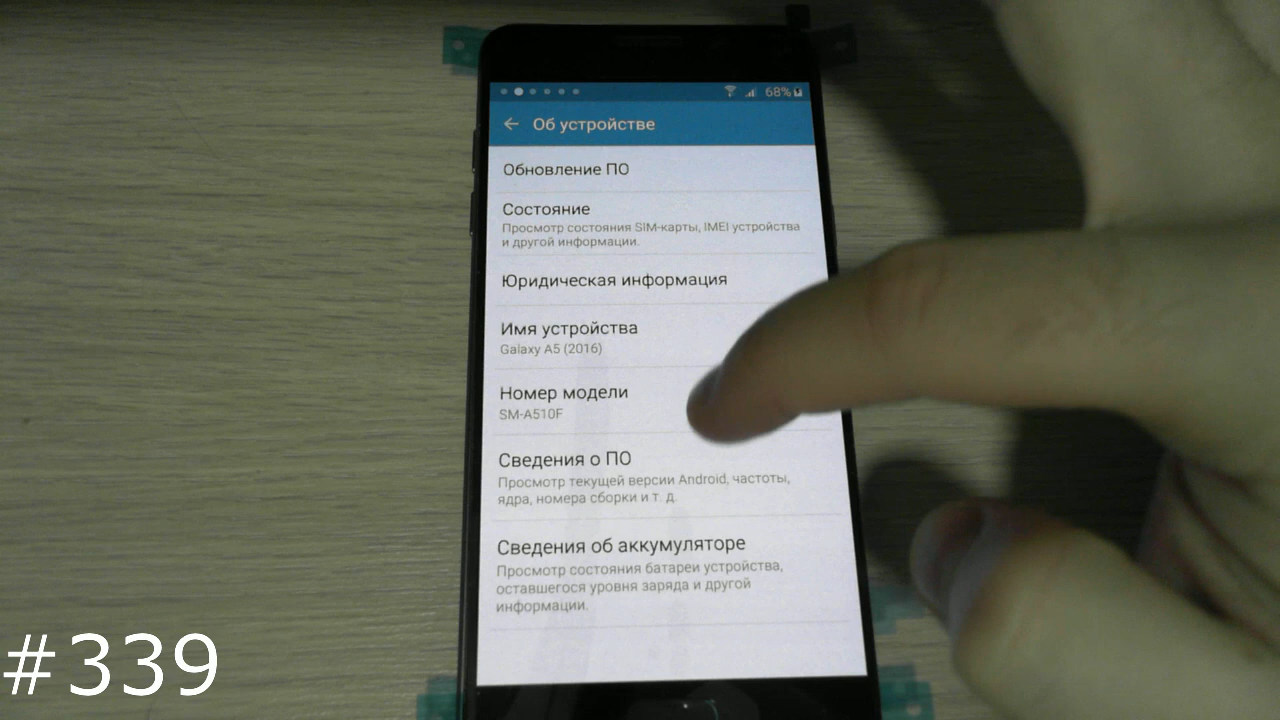 68%
Об устройстве
Обновление ПО
Состояние
Просмотр состояния SIM-карты, IMEI устройства
и другой информации.
Юридическая информация
Имя устройства
Galaxy A5 (2016)
Номер модели
SM-A510F
Сведения о ПО
Просмотр текущей версии Android, частоты,
ядра, номера сборки и т. д.
Сведения об аккумуляторе
Просмотр состояния батареи устройства,
оставшегося уровня заряда и другой
информации.
#339